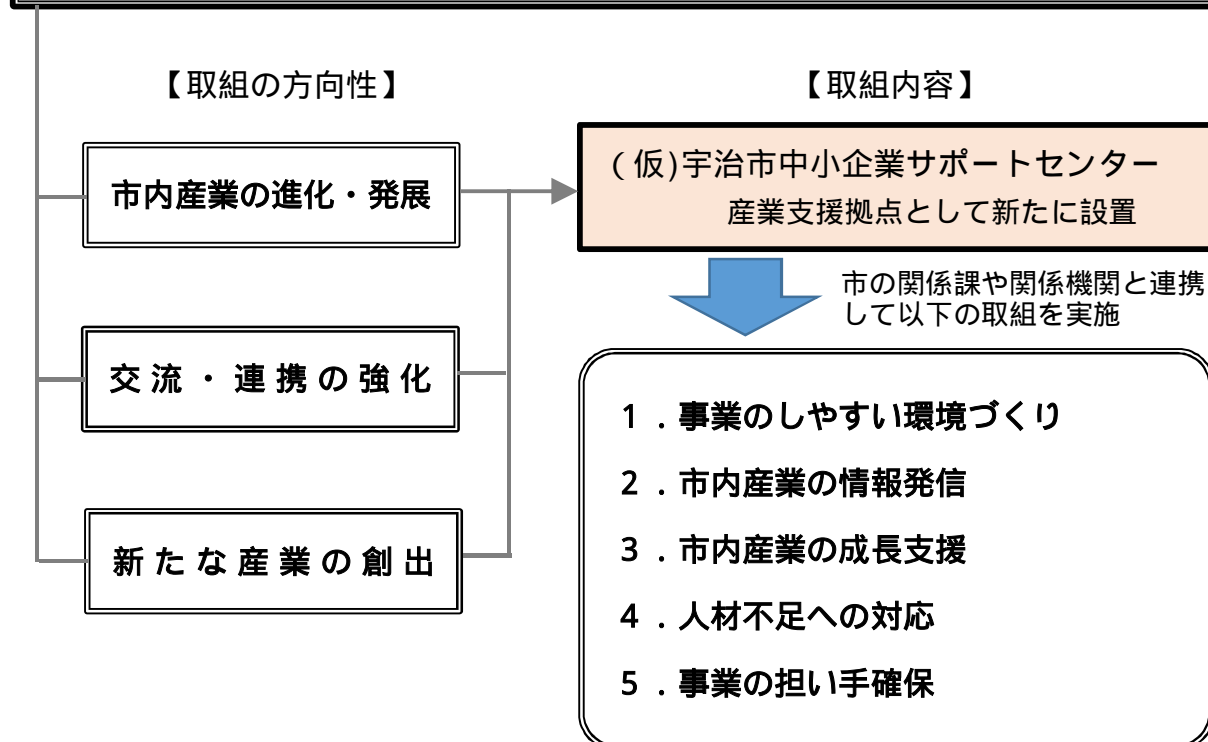 【取組の方向性】
市内産業の進化・発展
交流・連携の強化
新たな産業の創出
【取組内容】
(仮)宇治市中小企業サポートセンター
産業支援拠点として新たに設置
市の関係課や関係機関と連携
して以下の取組を実施
1．事業のしやすい環境づくり
2．市内産業の情報発信
3．市内産業の成長支援
4．人材不足への対応
5．事業の担い手確保